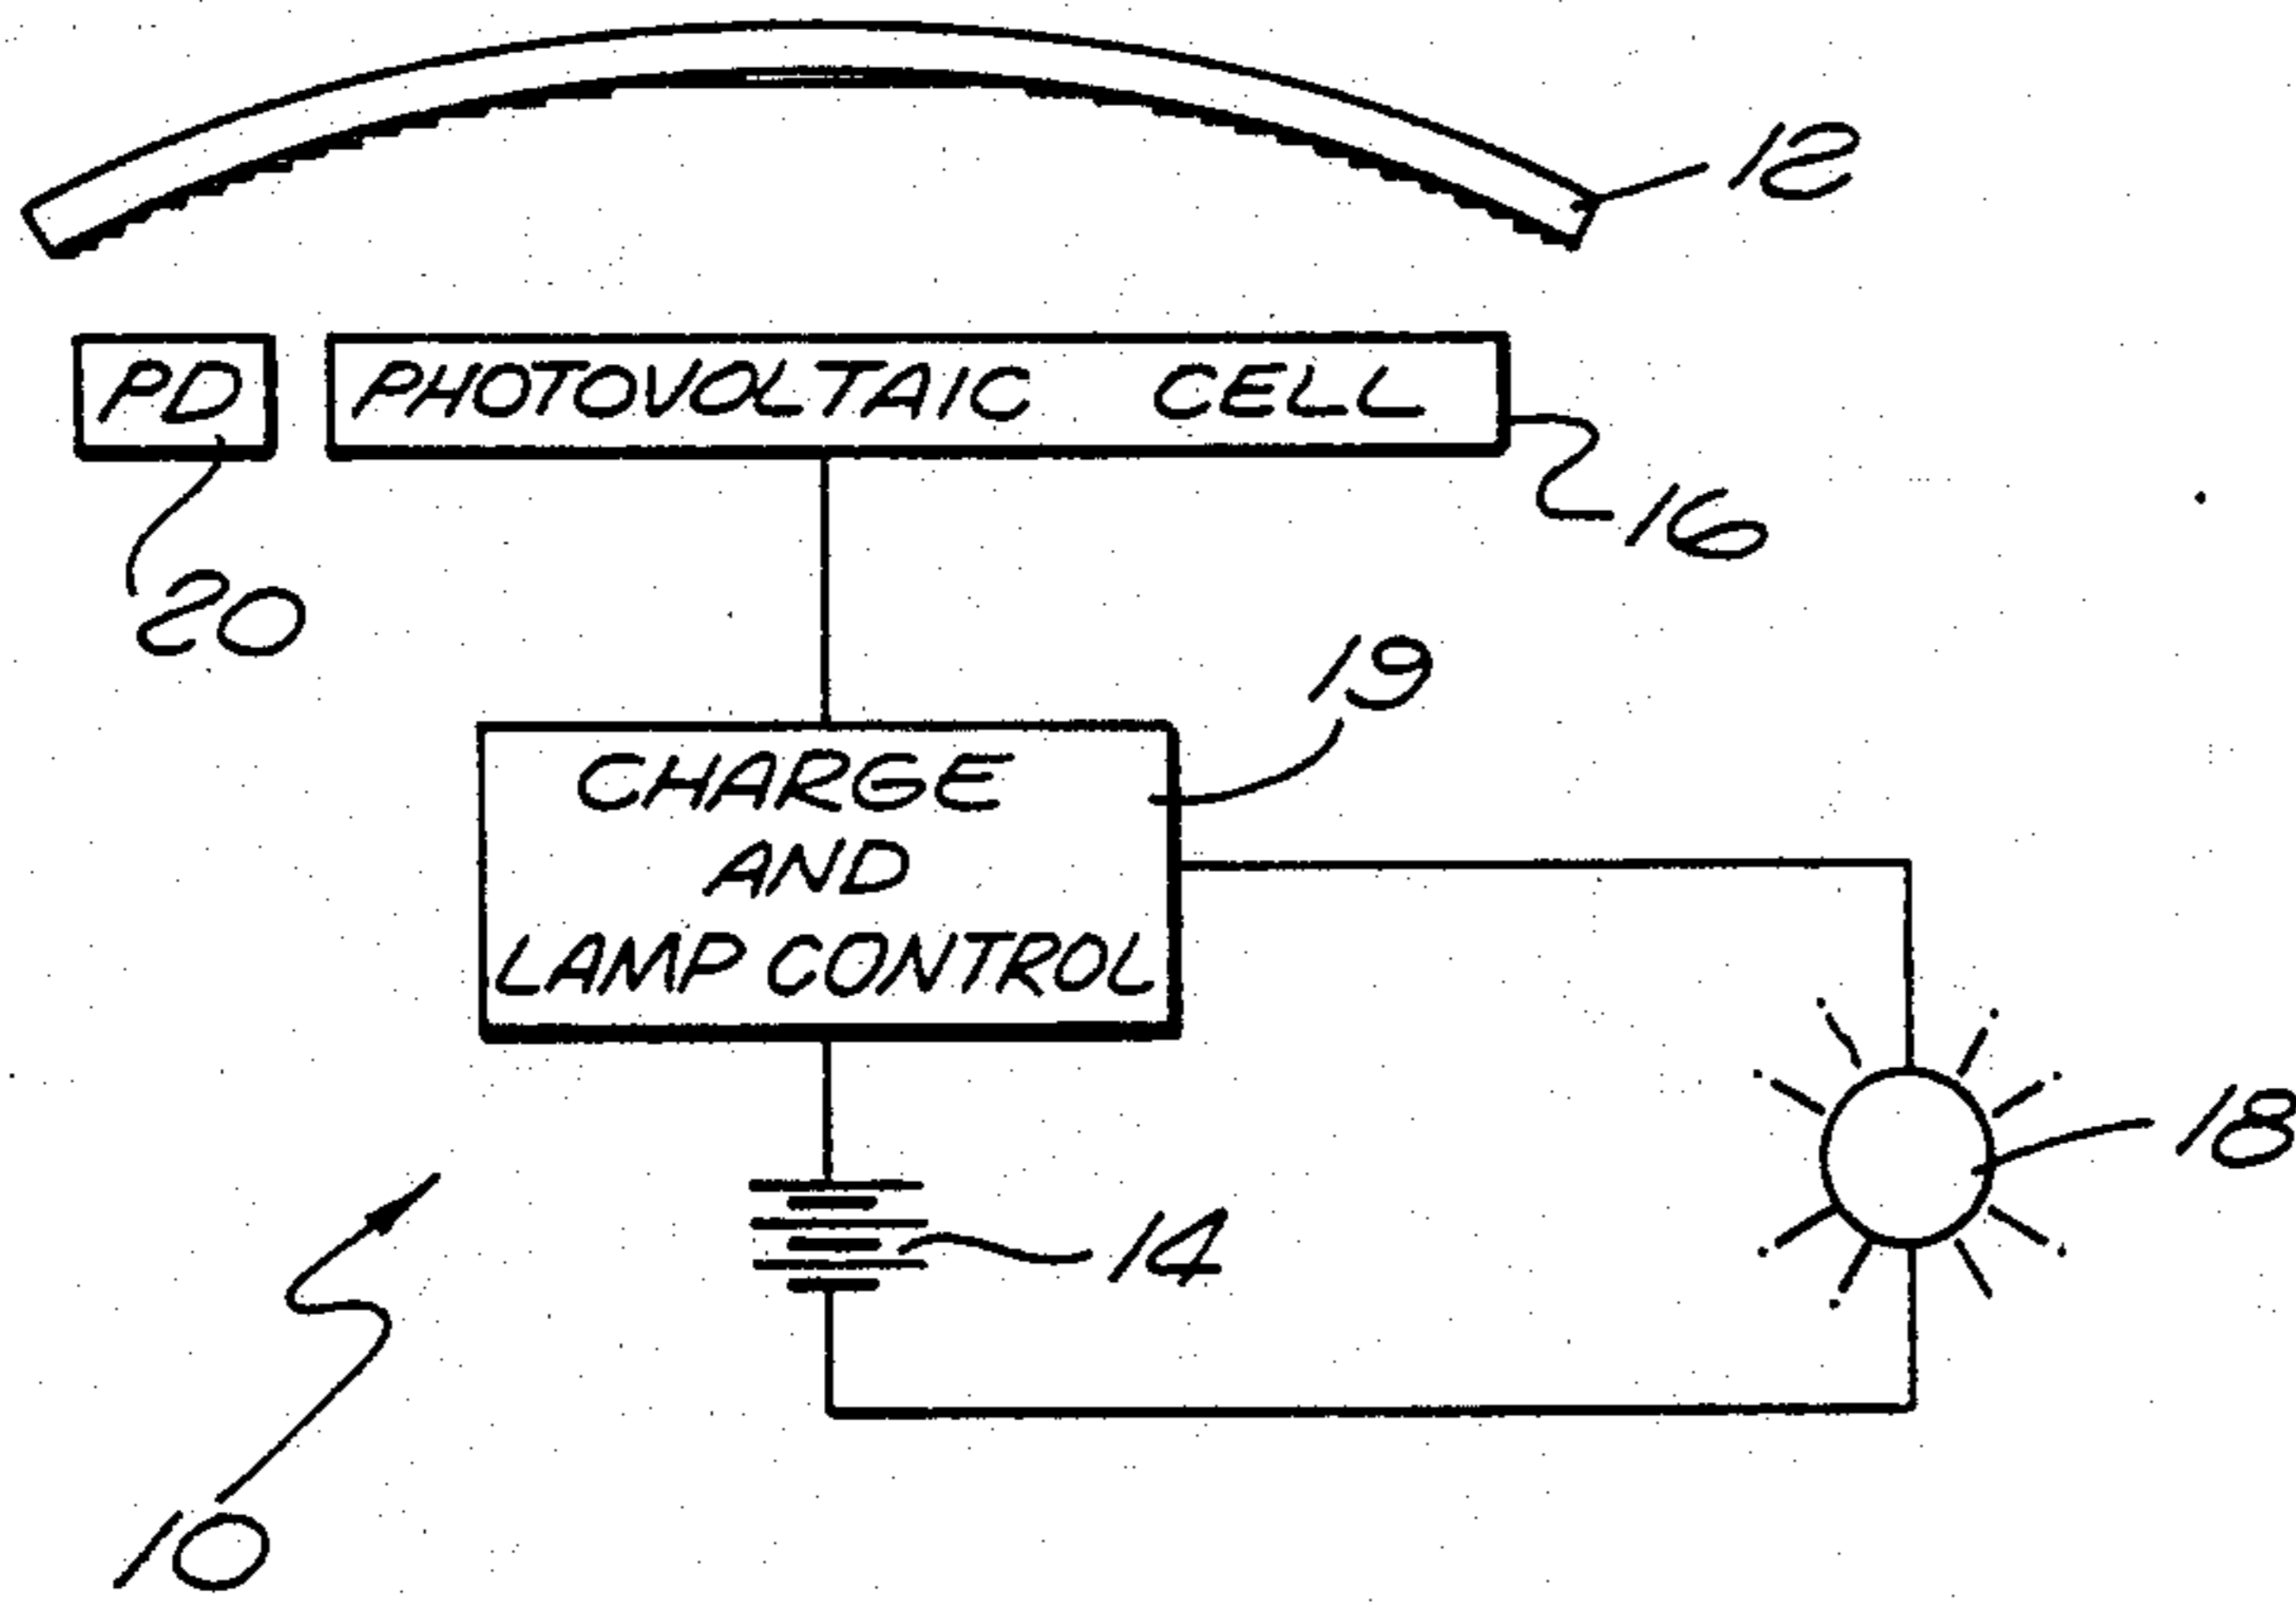 12
PD
PHOTOVOLTAIC CELL
16
20
19
CHARGE
AND
LAMP CONTROL
18
14
10